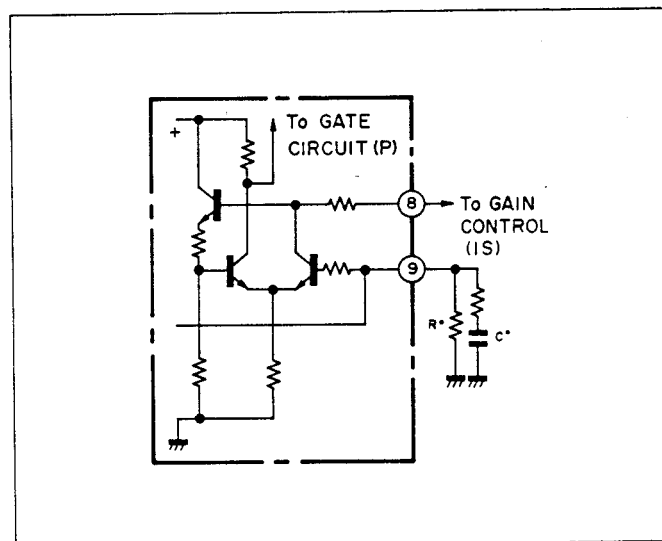 +
To GATE
CIRCUIT (P)
8
To GAIN
CONTROL
(IS)
9
R*
C*